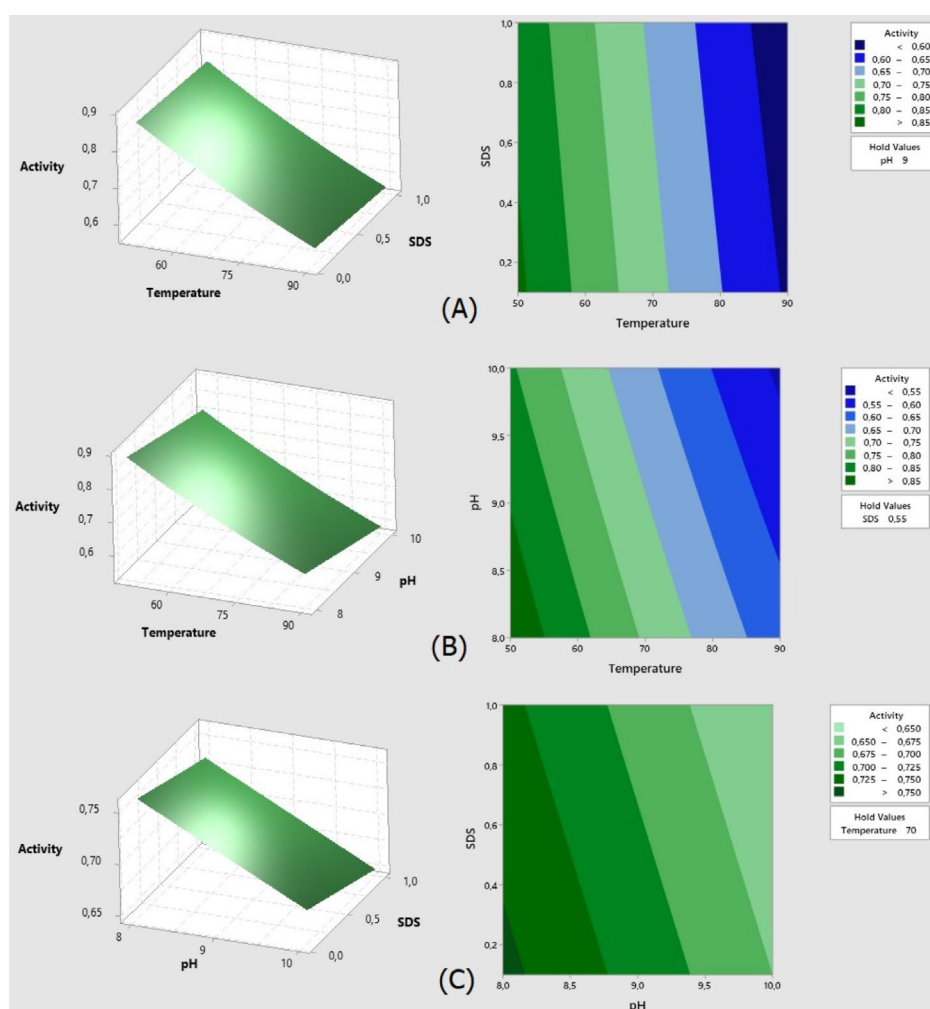 0,9
0,8
Activity
0,7
0,6
60
75
90
Temperature
0,0
0,5
1,0
SDS
(A)
1,0
0,8
0,6
0,4
0,2
SDS
50
60
70
80
90
Temperature
Activity
< 0,60
0,60 – 0,65
0,65 – 0,70
0,70 – 0,75
0,75 – 0,80
0,80 – 0,85
> 0,85
Hold Values
pH 9
0,9
0,8
Activity
0,7
0,6
60
75
90
Temperature
8
9
10
pH
(B)
10,0
9,5
9,0
8,5
8,0
pH
50
60
70
80
90
Temperature
Activity
< 0,55
0,55 – 0,60
0,60 – 0,65
0,65 – 0,70
0,70 – 0,75
0,75 – 0,80
0,80 – 0,85
> 0,85
Hold Values
SDS 0,55
0,75
Activity
0,70
0,65
8
9
10
pH
0,0
0,5
1,0
SDS
(C)
1,0
0,8
0,6
0,4
0,2
SDS
8,0
8,5
9,0
9,5
10,0
pH
Activity
< 0,650
0,650 – 0,675
0,675 – 0,700
0,700 – 0,725
0,725 – 0,750
> 0,750
Hold Values
Temperature 70